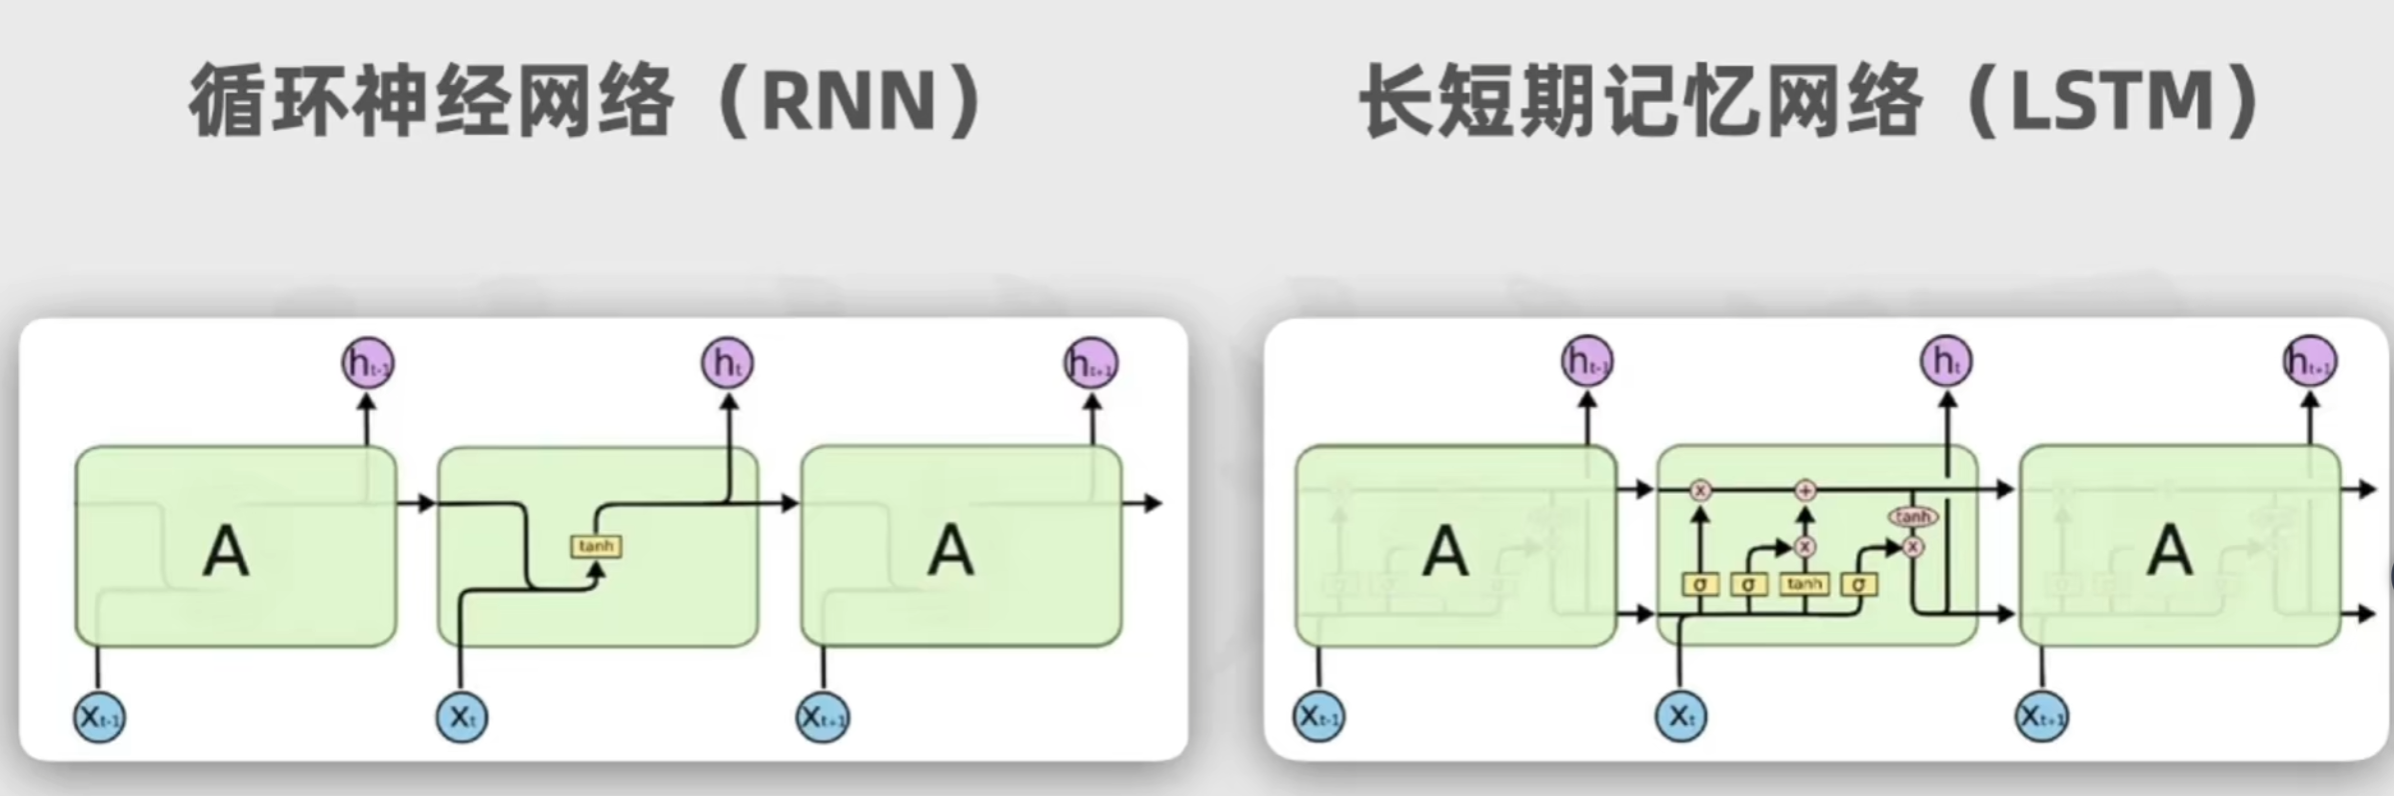 循环神经网络（RNN）
长短期记忆网络（LSTM）
h_{t-1} h_t h_{t+1}
A tanh A
X_{t-1} X_t X_{t+1}
h_{t-1} h_t h_{t+1}
x + 
tanh
x x
A σ σ tanh σ A
X_{t-1} X_t X_{t+1}